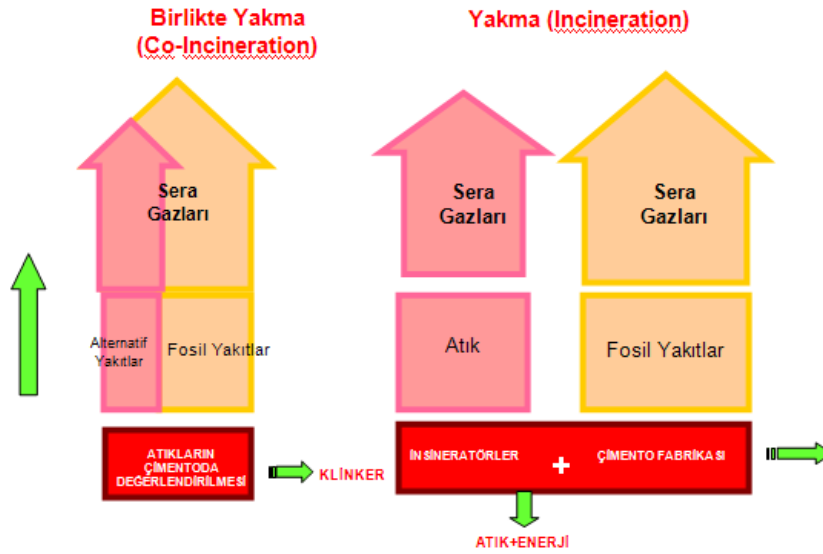 Birlikte Yakma
(Co-Incineration)
Yakma (Incineration)
Sera
Gazları
Sera
Gazları
Sera
Gazları
Alternatif
Yakıtlar
Fosil Yakıtlar
Atık
Fosil Yakıtlar
ATIKLARIN
ÇİMENTODA
DEĞERLENDİRİLMESİ
KLİNKER
İNSİNERATÖRLER
+
ÇİMENTO FABRİKASI
ATIK+ENERJİ